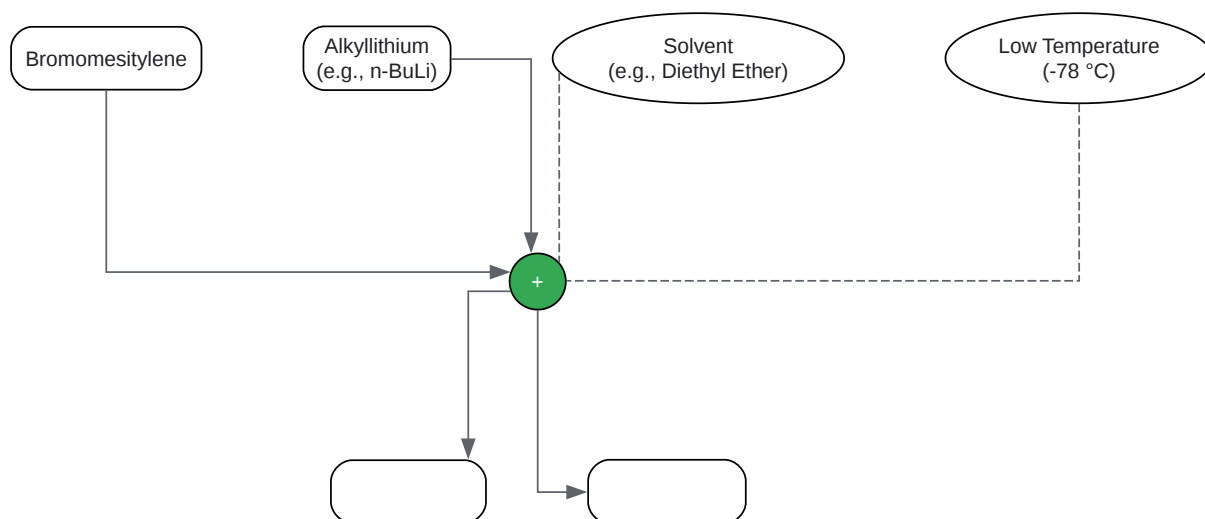 Bromomesitylene
Alkyllithium
(e.g., n-BuLi)
Solvent
(e.g., Diethyl Ether)
Low Temperature
(-78 °C)
+